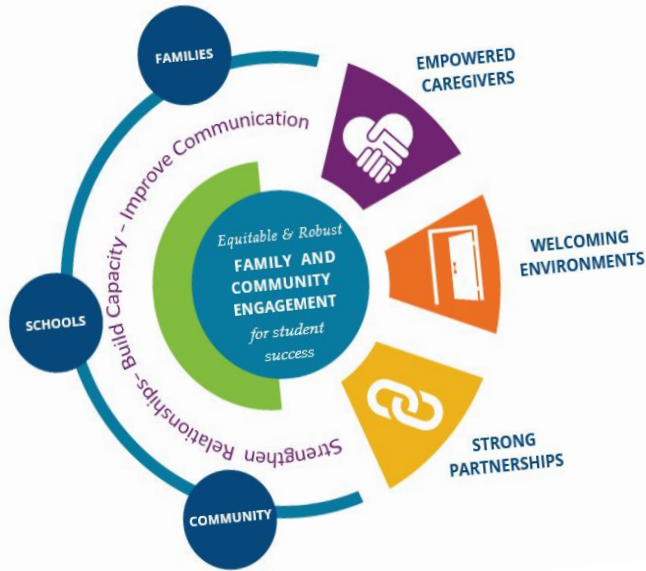 FAMILIES
SCHOOLS
COMMUNITY
Strengthen Relationships- Build Capacity - Improve Communication
Equitable & Robust
FAMILY AND
COMMUNITY
ENGAGEMENT
for student
success
EMPOWERED
CAREGIVERS
WELCOMING
ENVIRONMENTS
STRONG
PARTNERSHIPS